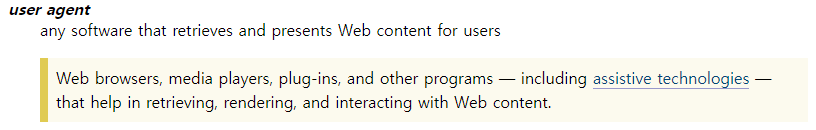 user agent
any software that retrieves and presents Web content for users
Web browsers, media players, plug-ins, and other programs — including assistive technologies —
that help in retrieving, rendering, and interacting with Web content.